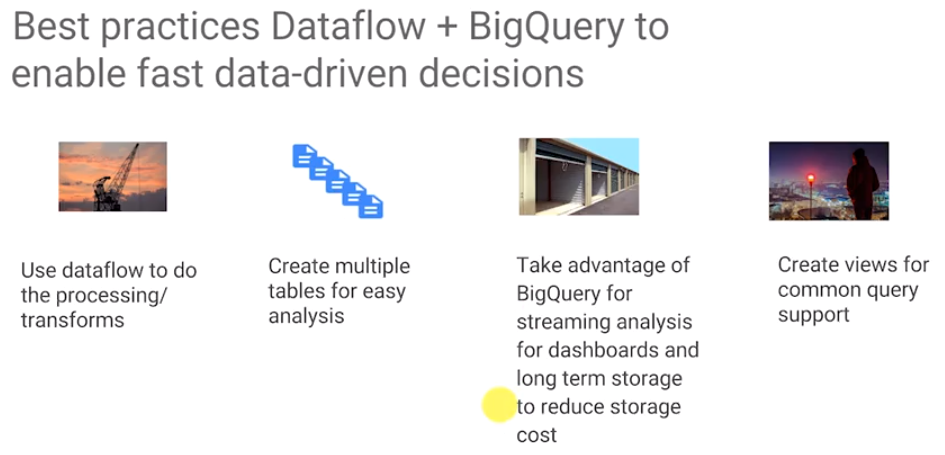 Best practices Dataflow + BigQuery to
enable fast data-driven decisions
Use dataflow to do
the processing/
transforms
Create multiple
tables for easy
analysis
Take advantage of
BigQuery for
streaming analysis
for dashboards and
long term storage
to reduce storage
cost
Create views for
common query
support